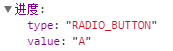 ▼进度:
type: "RADIO_BUTTON"
value: "A"